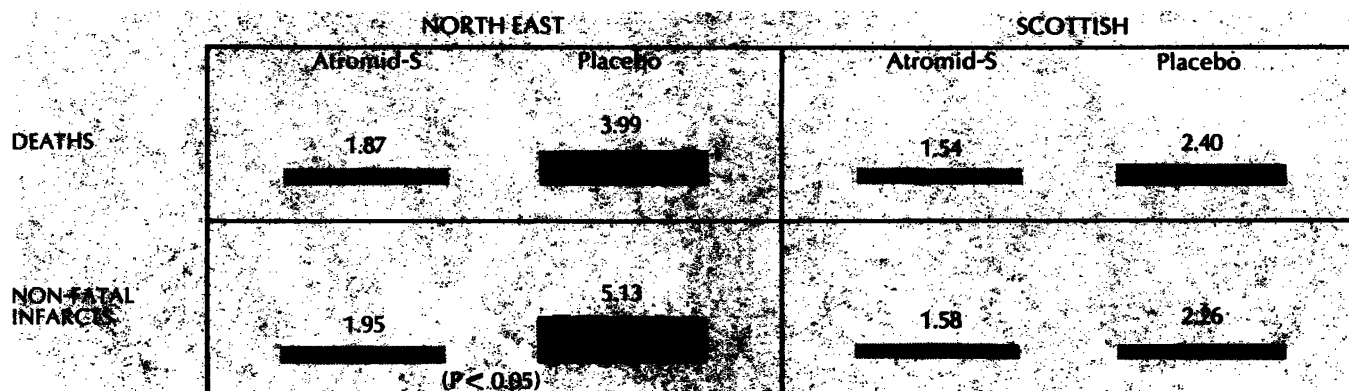 NORTH EAST SCOTTISH
Atromid-S Placebo Atromid-S Placebo
DEATHS 1.87 3.99 1.54 2.40
NON-FATAL
INFARCTS 1.95 5.13 1.58 2.26
(P< 0.05)